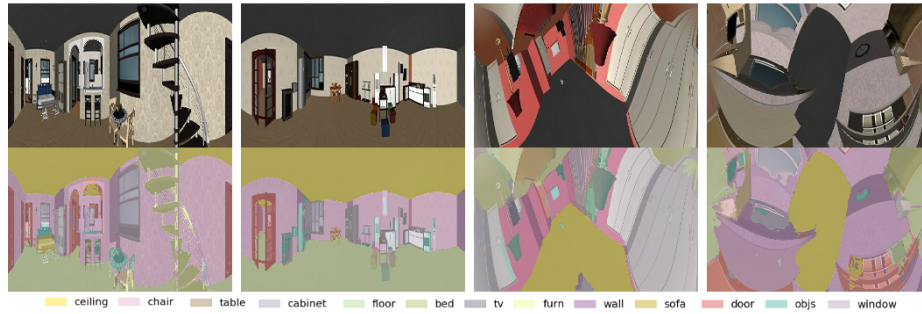 ceiling chair table cabinet floor bed tv furn wall sofa door objs window